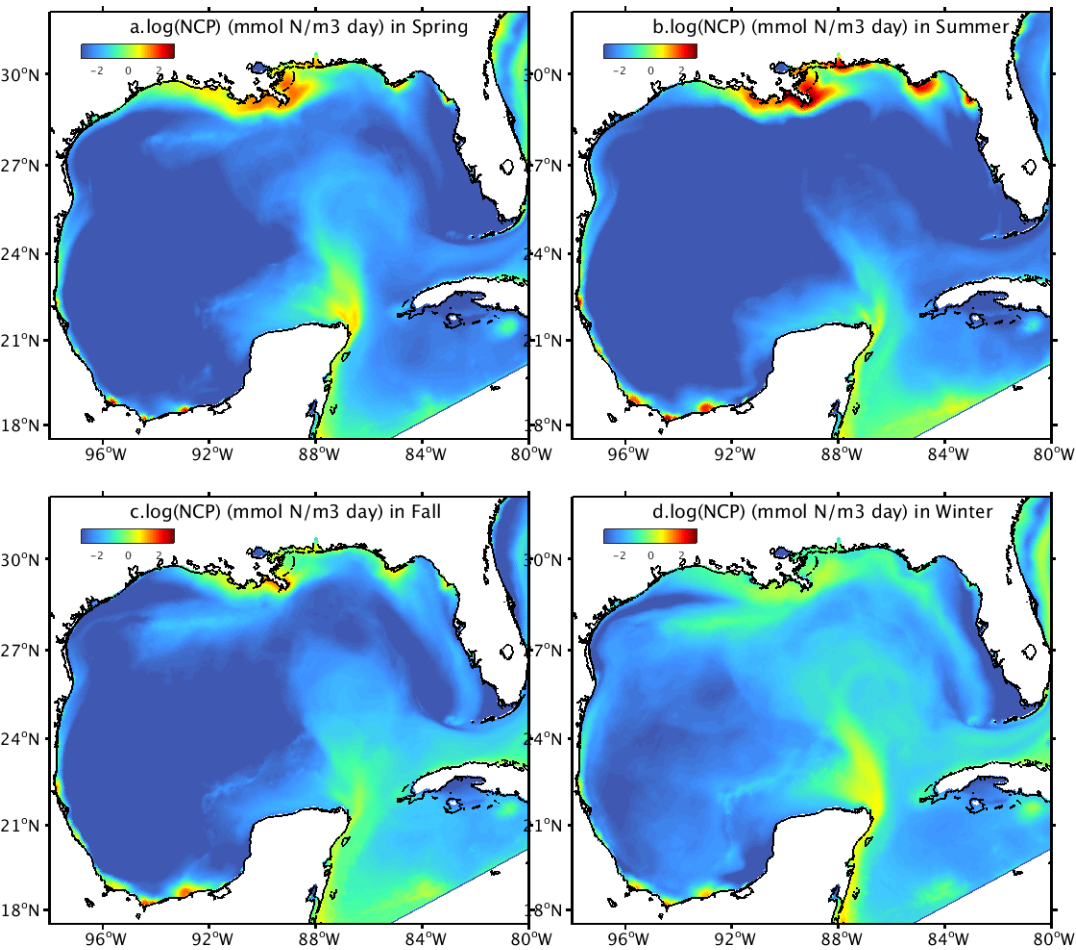 a.log(NCP) (mmol N/m3 day) in Spring
−2 0 2
30°N
27°N
24°N
21°N
18°N
96°W 92°W 88°W 84°W 80°W
b.log(NCP) (mmol N/m3 day) in Summer
−2 0 2
30°N
27°N
24°N
21°N
18°N
96°W 92°W 88°W 84°W 80°W
c.log(NCP) (mmol N/m3 day) in Fall
−2 0 2
30°N
27°N
24°N
21°N
18°N
96°W 92°W 88°W 84°W 80°W
d.log(NCP) (mmol N/m3 day) in Winter
−2 0 2
30°N
27°N
24°N
21°N
18°N
96°W 92°W 88°W 84°W 80°W